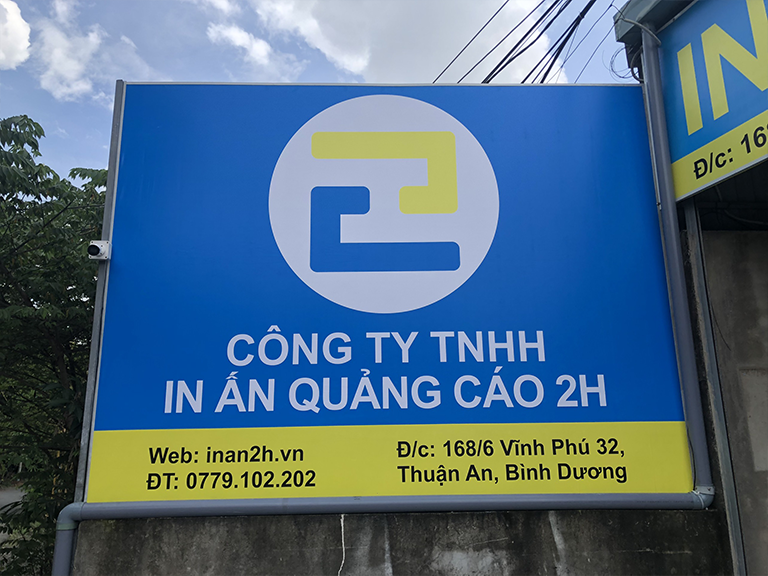 CÔNG TY TNHH
IN ẤN QUẢNG CÁO 2H
Web: inan2h.vn
ĐT: 0779.102.202
Đ/c: 168/6 Vĩnh Phú 32,
Thuận An, Bình Dương
IN
Đ/c: 168